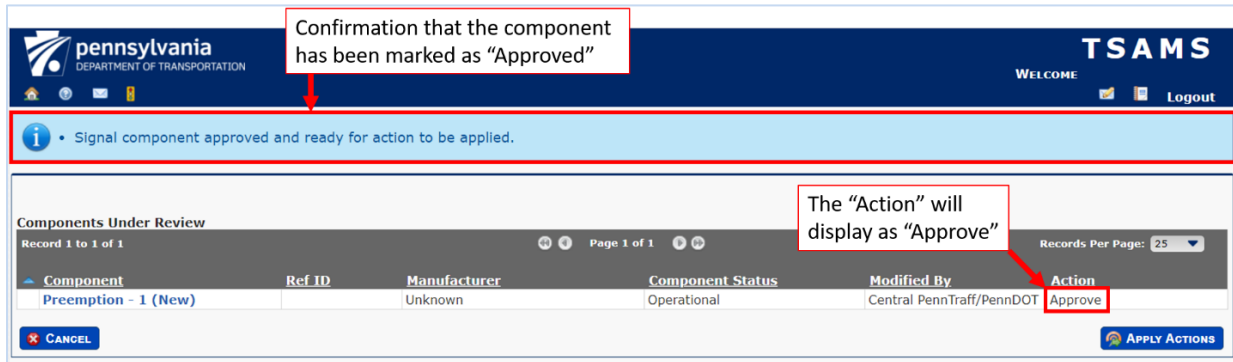 Confirmation that the component
has been marked as “Approved”
pennsylvania
DEPARTMENT OF TRANSPORTATION
TSAMS
WELCOME
Logout
• Signal component approved and ready for action to be applied.
The “Action” will
display as “Approve”
Components Under Review
Record 1 to 1 of 1 Page 1 of 1 Records Per Page: 25
Component Ref ID Manufacturer Component Status Modified By Action
Preemption - 1 (New) Unknown Operational Central PennTraff/PennDOT Approve
CANCEL APPLY ACTIONS